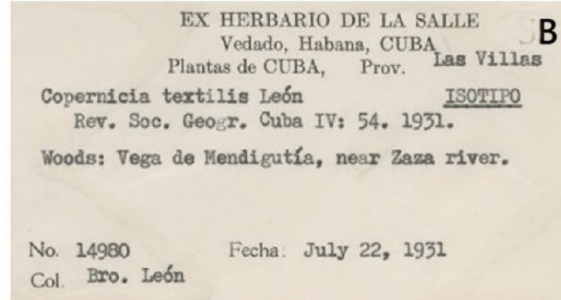 EX HERBARIO DE LA SALLE
Vedado, Habana, CUBA
B
Plantas de CUBA, Prov. Las Villas
Copernicia textilis León ISOTIPO
Rev. Soc. Geogr. Cuba IV: 54. 1931.
Woods: Vega de Mendigutía, near Zaza river.
No. 14980 Fecha: July 22, 1931
Col. Bro. León